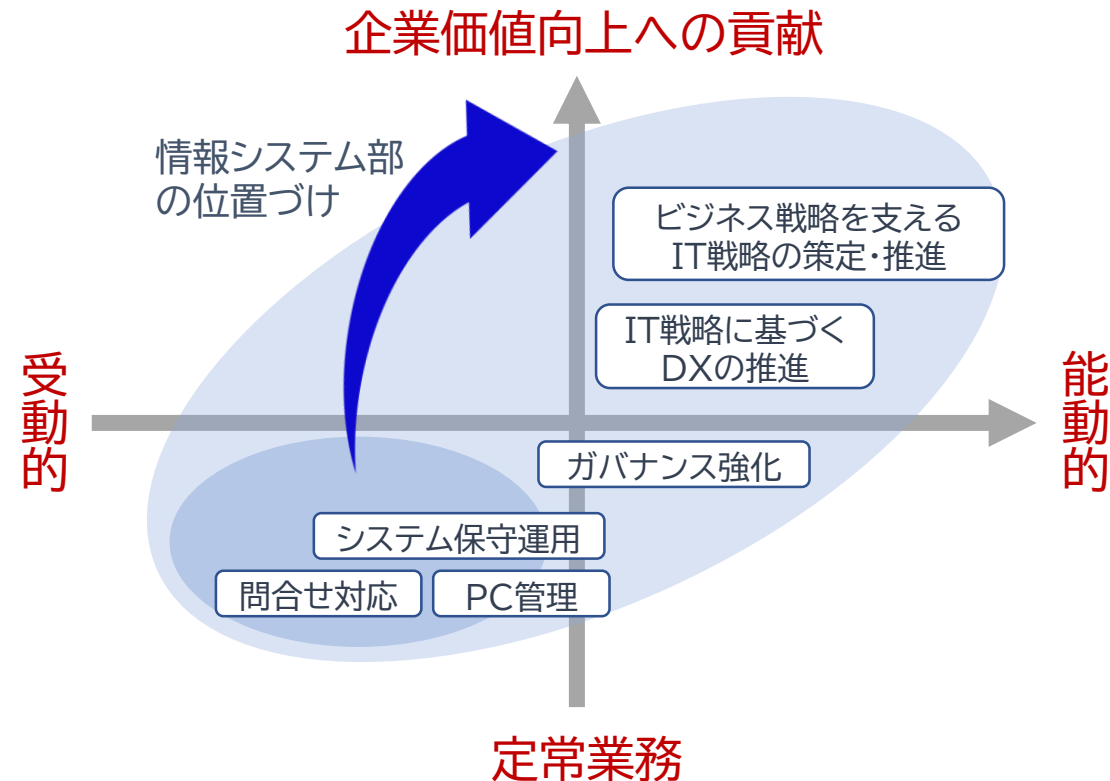 企業価値向上への貢献
情報システム部
の位置づけ
ビジネス戦略を支える
IT戦略の策定・推進
IT戦略に基づく
DXの推進
受動的
能動的
ガバナンス強化
システム保守運用
問合せ対応
PC管理
定常業務